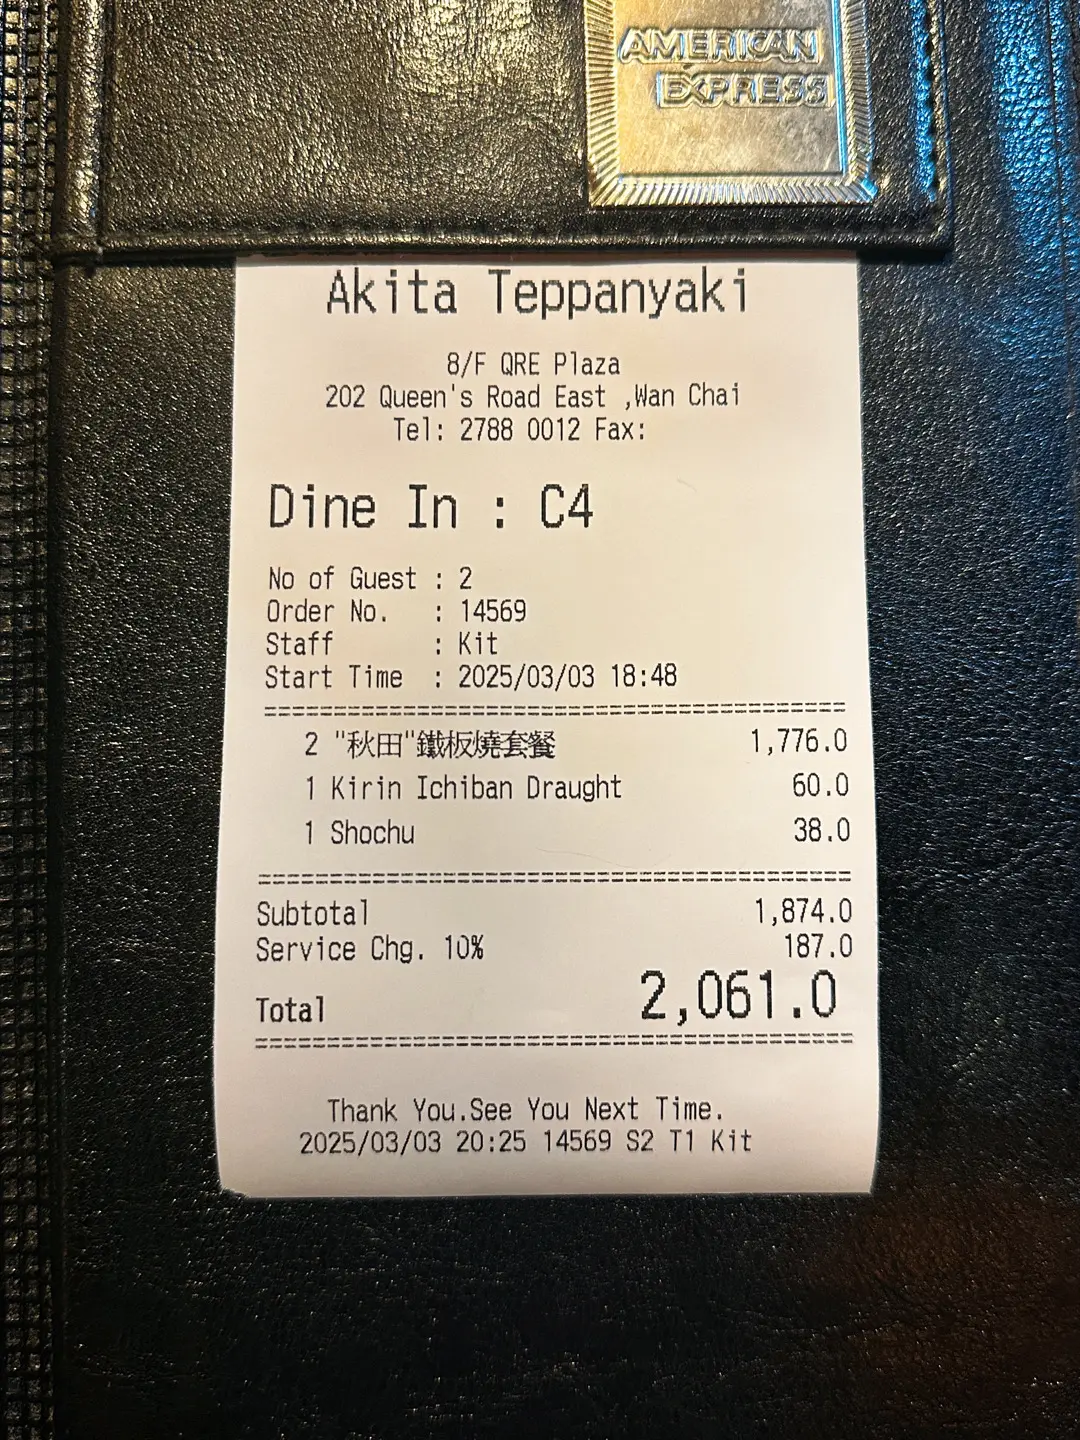 AMERICAN
EXPRESS
Akita Teppanyaki
8/F QRE Plaza
202 Queen's Road East ,Wan Chai
Tel: 2788 0012 Fax:
Dine In : C4
No of Guest : 2
Order No. : 14569
Staff : Kit
Start Time : 2025/03/03 18:48
2 "秋田"鐵板燒套餐 1,776.0
1 Kirin Ichiban Draught 60.0
1 Shochu 38.0
Subtotal 1,874.0
Service Chg. 10% 187.0
Total 2,061.0
Thank You.See You Next Time.
2025/03/03 20:25 14569 S2 T1 Kit